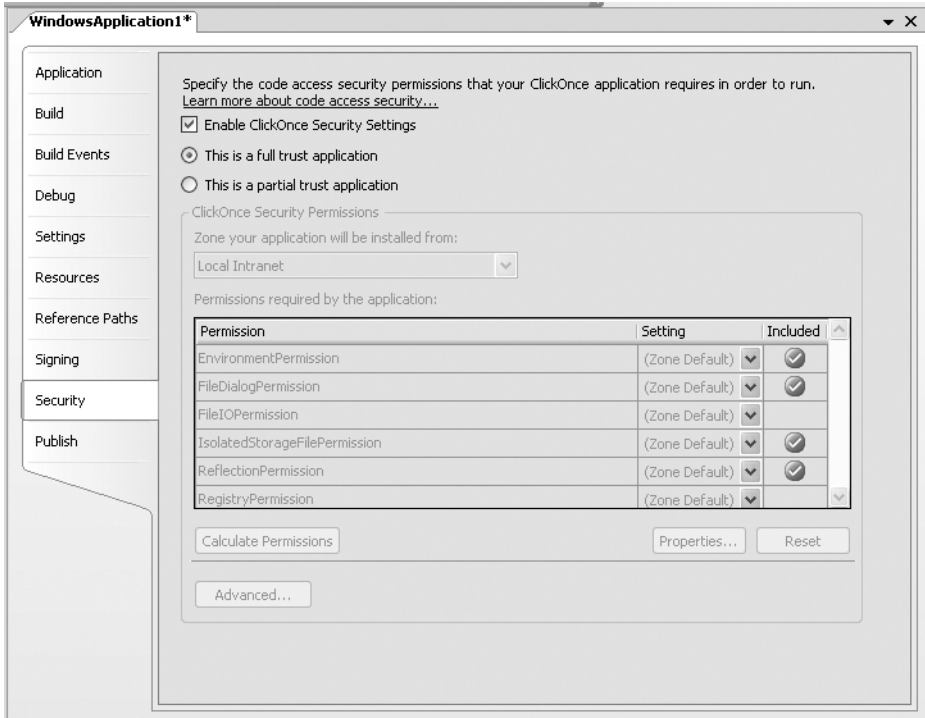 WindowsApplication1*
Application
Build
Build Events
Debug
Settings
Resources
Reference Paths
Signing
Security
Publish
Specify the code access security permissions that your ClickOnce application requires in order to run.
Learn more about code access security...
Enable ClickOnce Security Settings
This is a full trust application
This is a partial trust application
ClickOnce Security Permissions
Zone your application will be installed from:
Local Intranet
Permissions required by the application:
Permission Setting Included
EnvironmentPermission (Zone Default)
FileDialogPermission (Zone Default)
FileIOPermission (Zone Default)
IsolatedStorageFilePermission (Zone Default)
ReflectionPermission (Zone Default)
RegistryPermission (Zone Default)
Calculate Permissions Properties... Reset
Advanced...